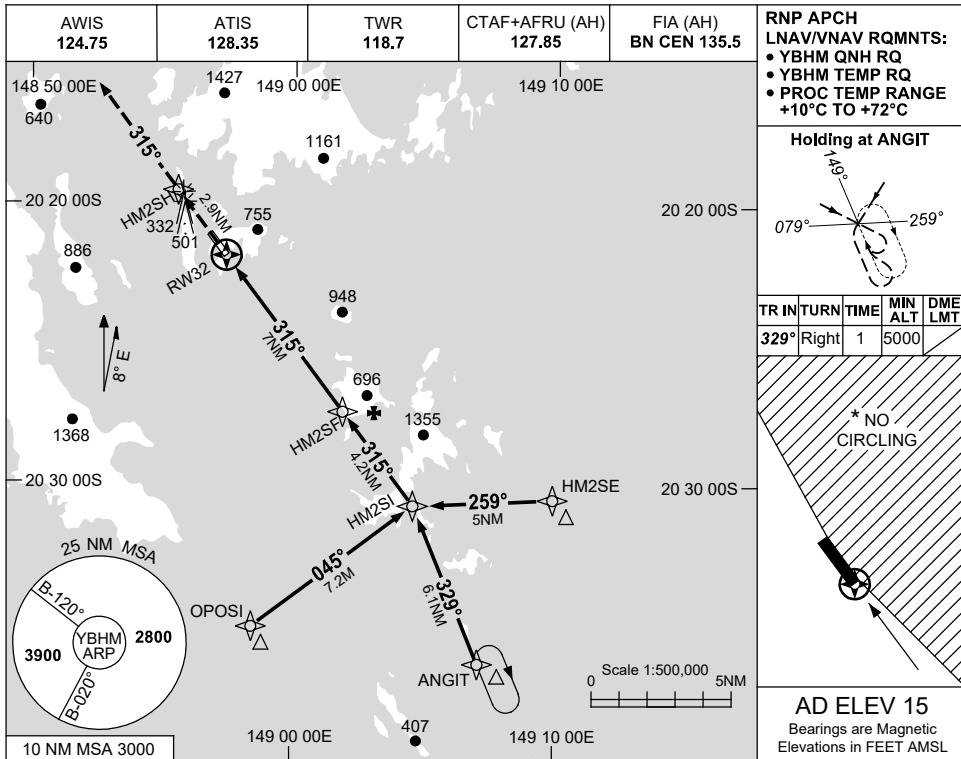 AWIS
124.75
ATIS
128.35
TWR
118.7
CTAF+AFRU (AH)
127.85
FIA (AH)
BN CEN 135.5
RNP APCH
LNAV/VNAV RQMNTS:
• YBHM QNH RQ
• YBHM TEMP RQ
• PROC TEMP RANGE
+10°C TO +72°C
148 50 00E
149 00 00E
149 10 00E
1427
640
1161
315°
20 20 00S
20 20 00S
HM2SH
2.9NM
332
501
755
886
RW32
948
315°
7NM
8° E
696
1355
1368
HM2SF
315°
4.2NM
20 30 00S
20 30 00S
HM2SI
259°
5NM
HM2SE
045°
7.2M
329°
6.1NM
OPOSI
ANGIT
25 NM MSA
B-120°
YBHM
ARP
2800
3900
B-020°
10 NM MSA 3000
407
Scale 1:500,000
0
5NM
149 00 00E
149 10 00E
Holding at ANGIT
149°
079°
259°
TR IN
TURN
TIME
MIN
ALT
DME
LMT
329°
Right
1
5000
* NO
CIRCLING
AD ELEV 15
Bearings are Magnetic
Elevations in FEET AMSL